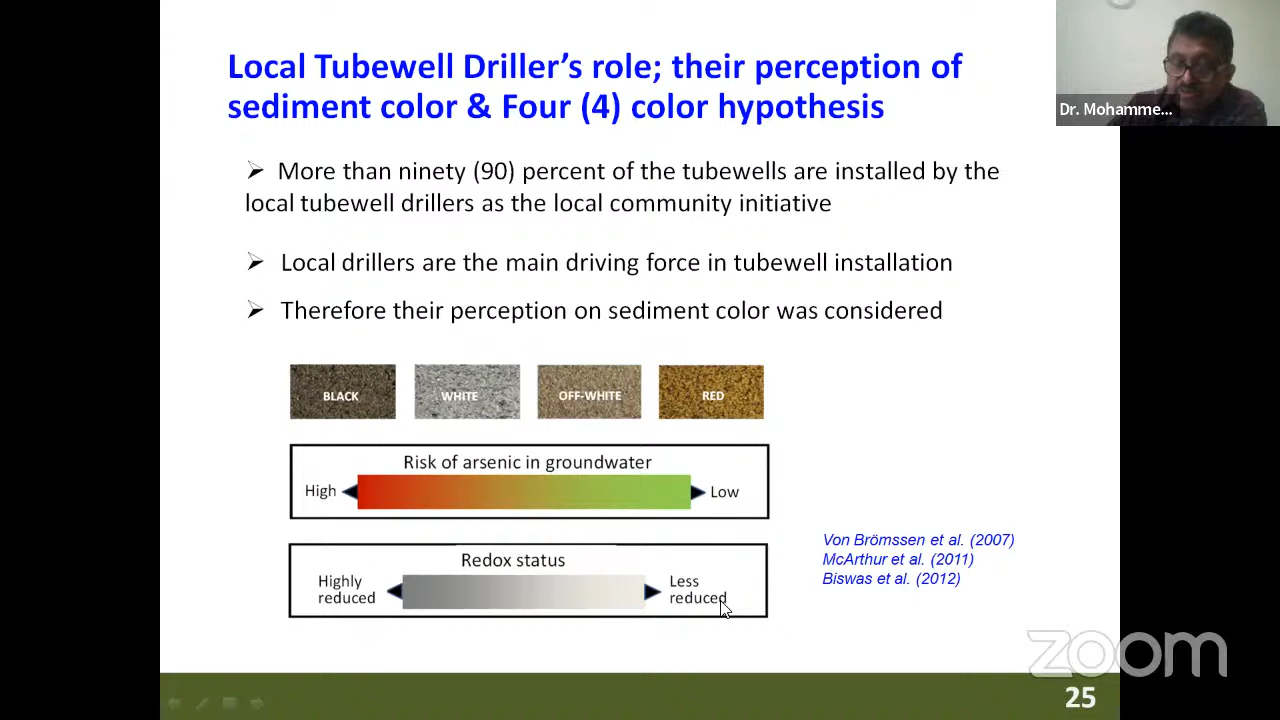 Local Tubewell Driller’s role; their perception of
sediment color & Four (4) color hypothesis
Dr. Mohamme...
More than ninety (90) percent of the tubewells are installed by the
local tubewell drillers as the local community initiative
Local drillers are the main driving force in tubewell installation
Therefore their perception on sediment color was considered
BLACK
WHITE
OFF-WHITE
RED
Risk of arsenic in groundwater
High
Low
Redox status
Highly
reduced
Less
reduced
Von Brömssen et al. (2007)
McArthur et al. (2011)
Biswas et al. (2012)
zoom
25